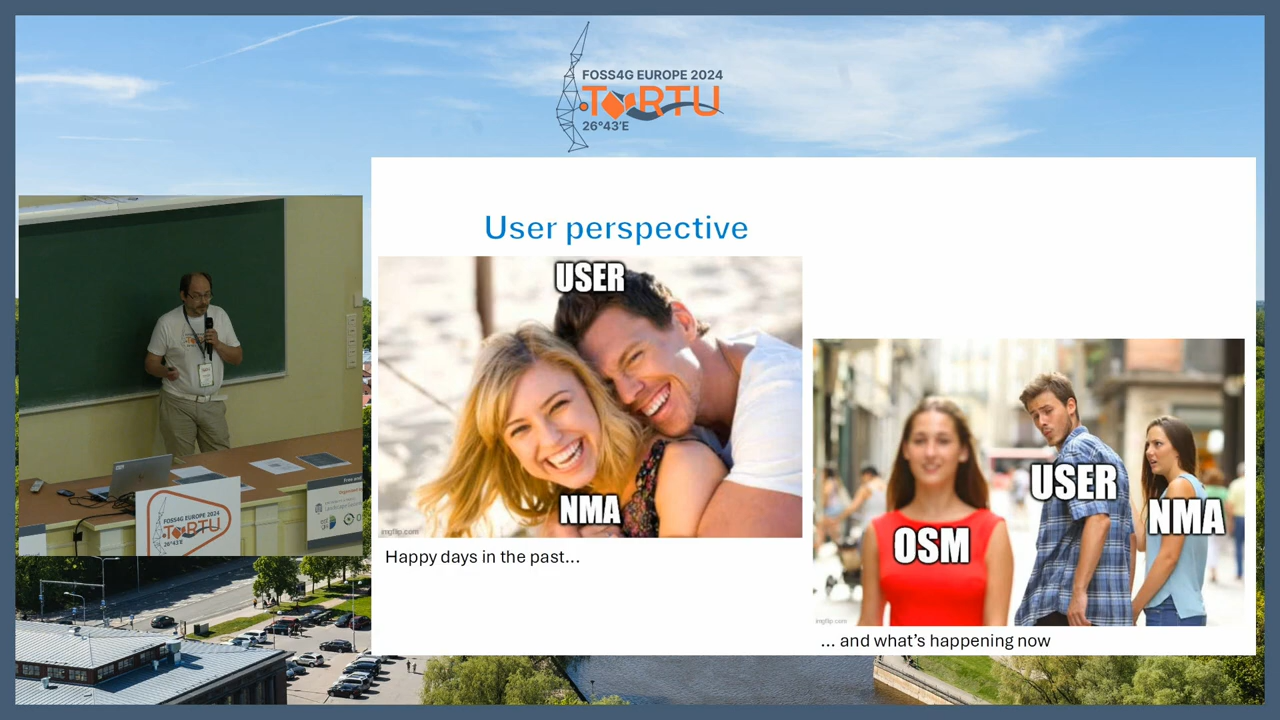 FOSS4G EUROPE 2024
TARTU
26°43'E
User perspective
USER
NMA
imgflip.com
Happy days in the past...
OSM
USER
NMA
imgflip.com
... and what's happening now
FOSS4G EUROPE 2024
TARTU
26°43'E